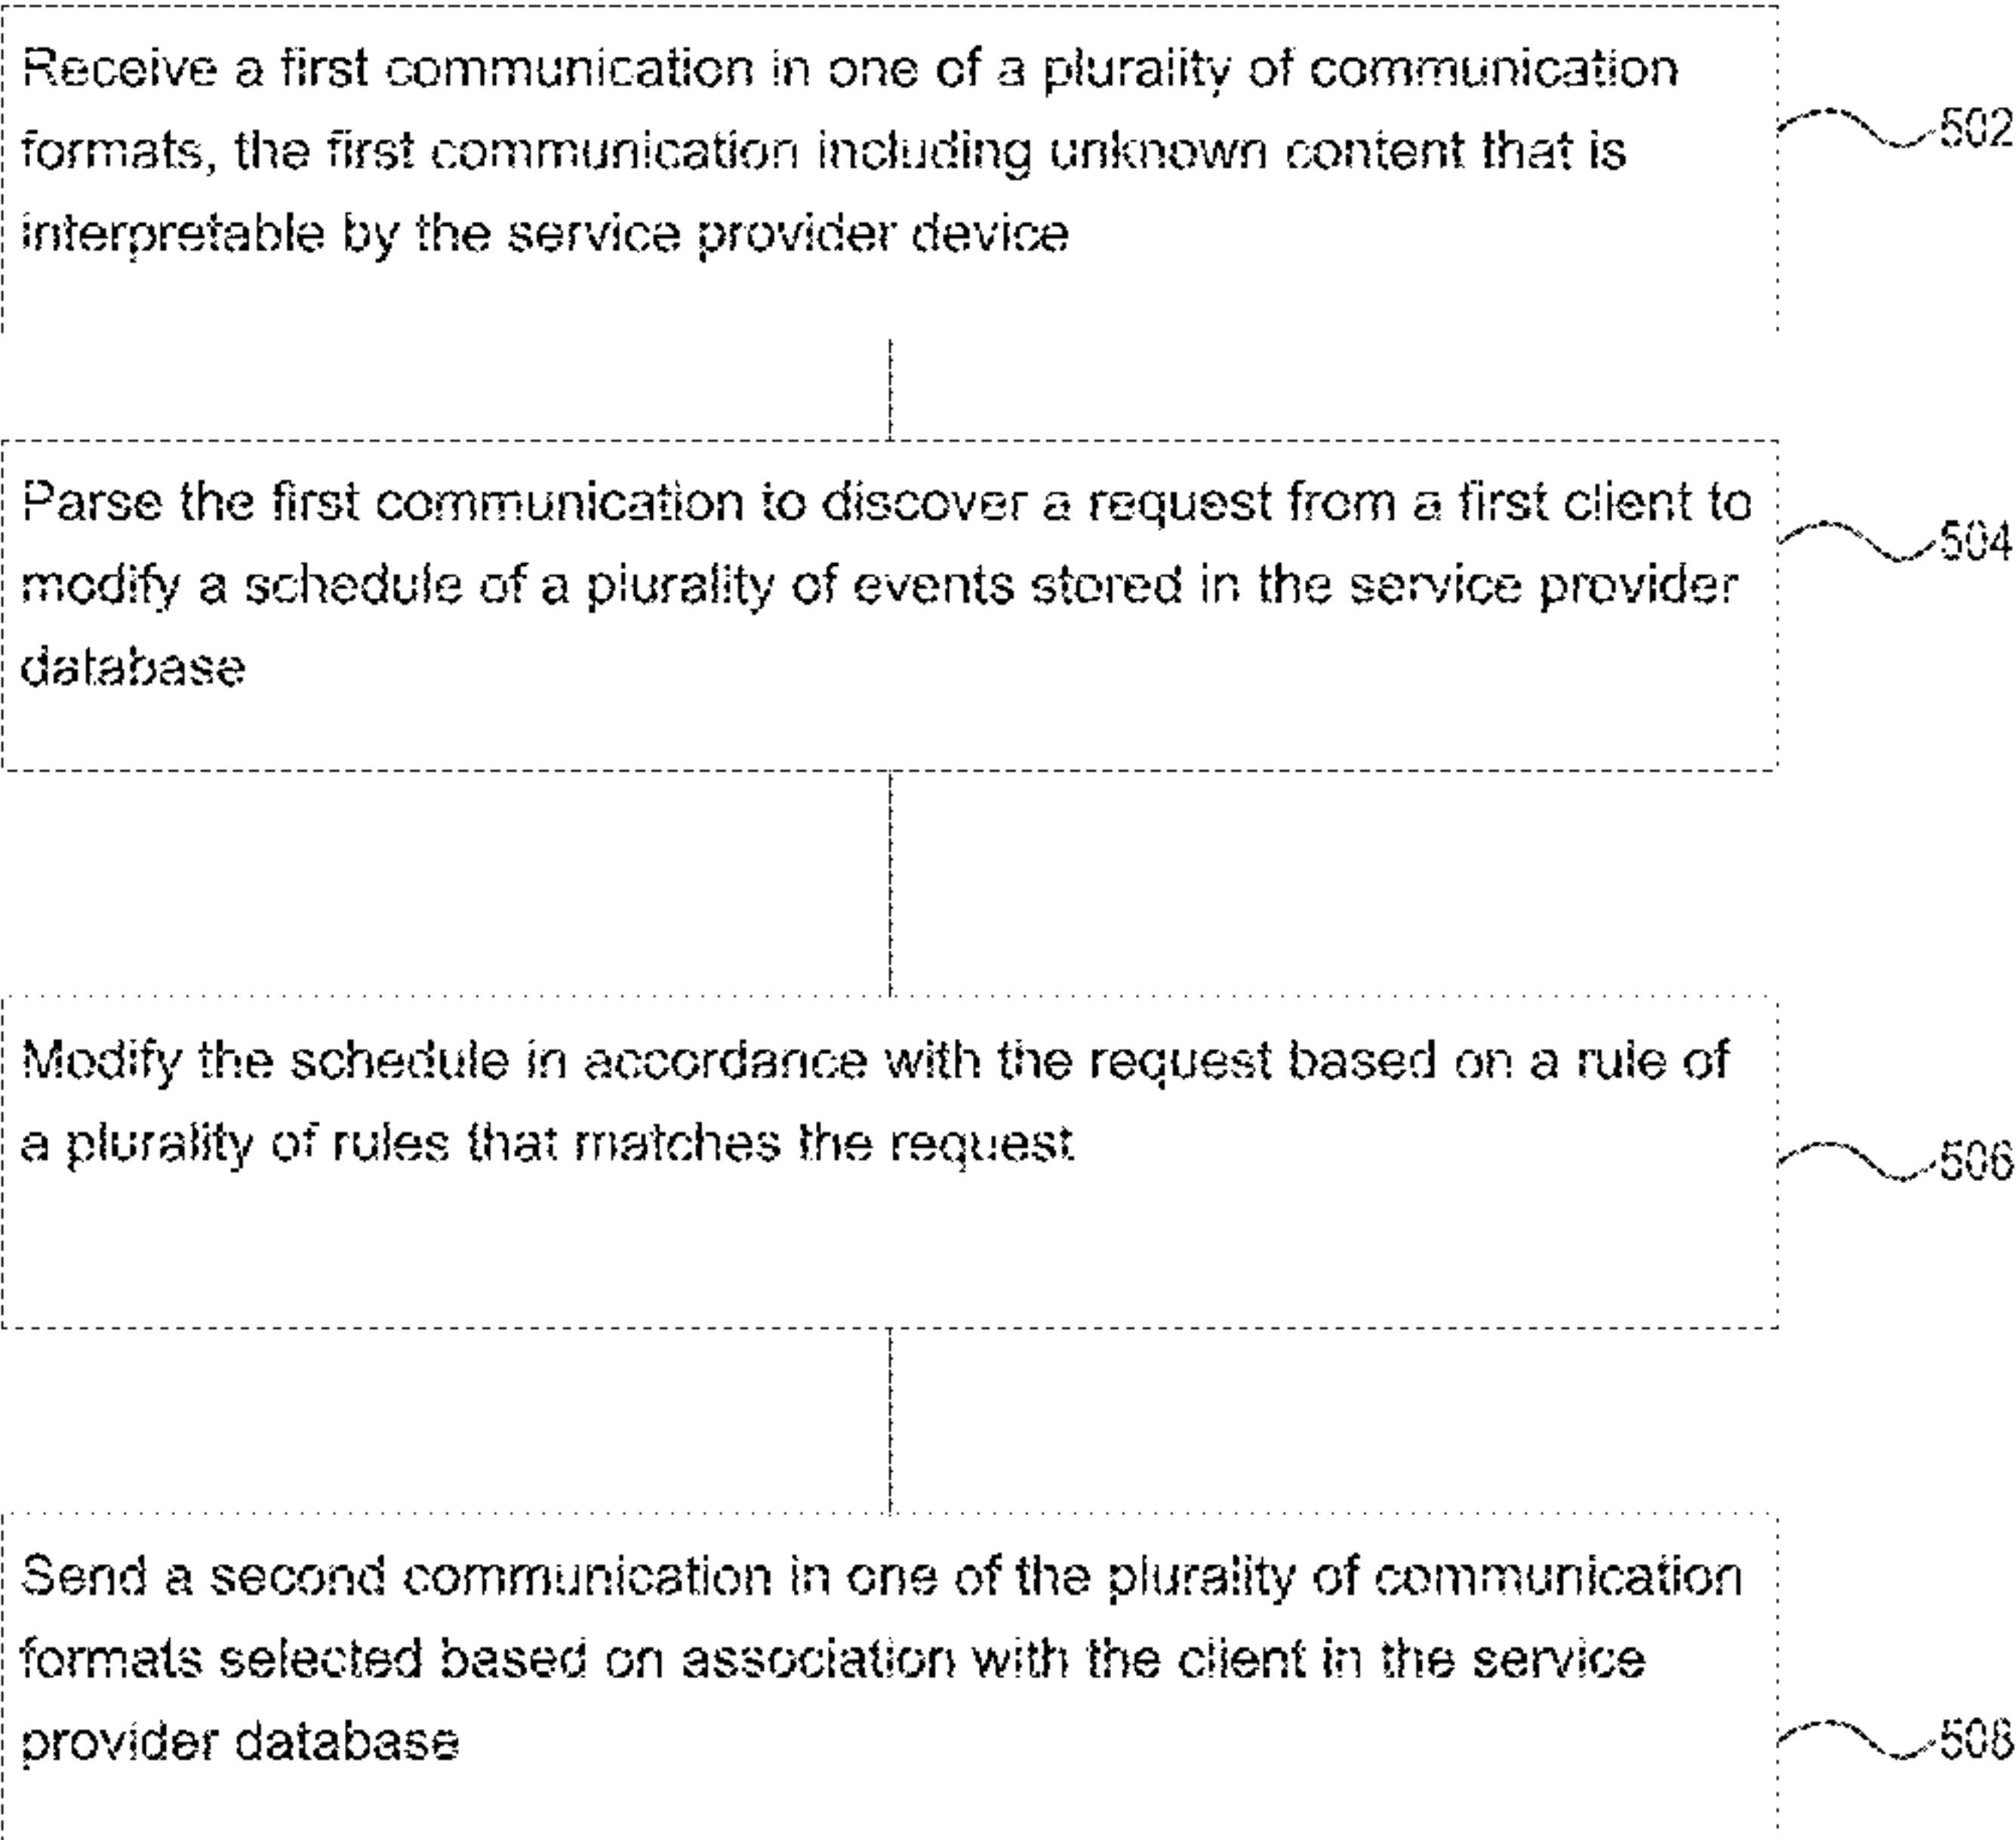 Receive a first communication in one of a plurality of communication
formats, the first communication including unknown content that is
interpretable by the service provider device
502
Parse the first communication to discover a request from a first client to
modify a schedule of a plurality of events stored in the service provider
database
504
Modify the schedule in accordance with the request based on a rule of
a plurality of rules that matches the request
506
Send a second communication in one of the plurality of communication
formats selected based on association with the client in the service
provider database
508